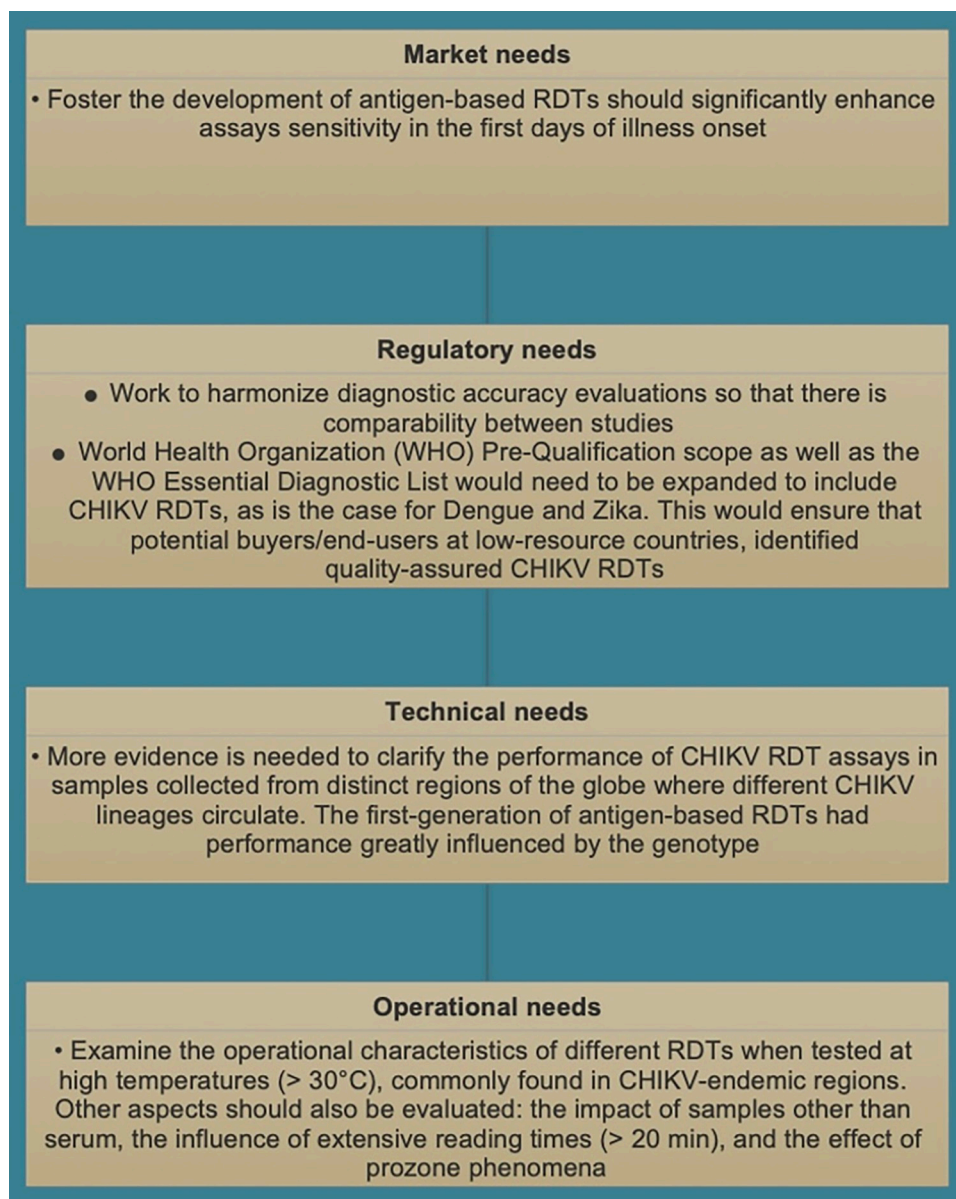 Market needs
• Foster the development of antigen-based RDTs should significantly enhance
assays sensitivity in the first days of illness onset
Regulatory needs
● Work to harmonize diagnostic accuracy evaluations so that there is
comparability between studies
● World Health Organization (WHO) Pre-Qualification scope as well as the
WHO Essential Diagnostic List would need to be expanded to include
CHIKV RDTs, as is the case for Dengue and Zika. This would ensure that
potential buyers/end-users at low-resource countries, identified
quality-assured CHIKV RDTs
Technical needs
• More evidence is needed to clarify the performance of CHIKV RDT assays in
samples collected from distinct regions of the globe where different CHIKV
lineages circulate. The first-generation of antigen-based RDTs had
performance greatly influenced by the genotype
Operational needs
• Examine the operational characteristics of different RDTs when tested at
high temperatures (> 30°C), commonly found in CHIKV-endemic regions.
Other aspects should also be evaluated: the impact of samples other than
serum, the influence of extensive reading times (> 20 min), and the effect of
prozone phenomena